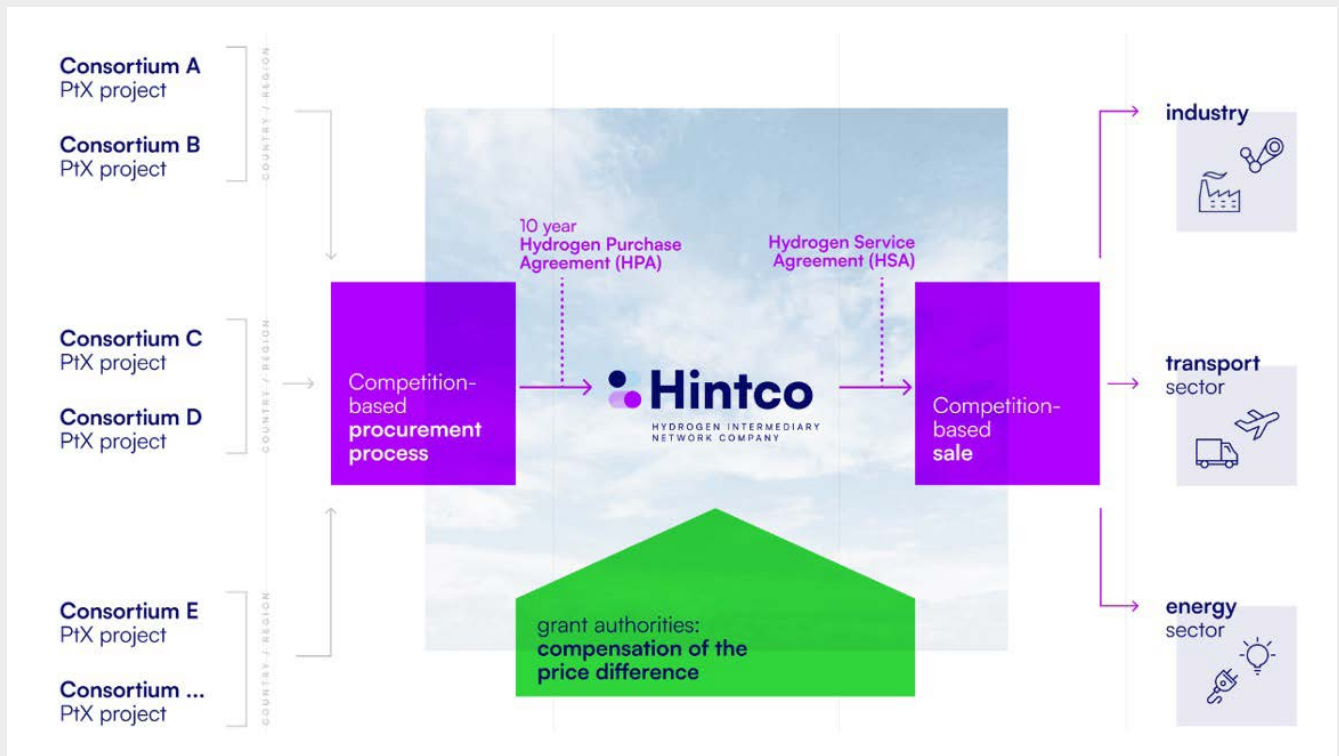 Consortium A
PtX project
Consortium B
PtX project
COUNTRY / REGION
Consortium C
PtX project
Consortium D
PtX project
COUNTRY / REGION
Consortium E
PtX project
Consortium ...
PtX project
COUNTRY / REGION
Competition-
based
procurement
process
10 year
Hydrogen Purchase
Agreement (HPA)
Hintco
HYDROGEN INTERMEDIARY
NETWORK COMPANY
Hydrogen Service
Agreement (HSA)
grant authorities:
compensation of the
price difference
Competition-
based
sale
industry
transport
sector
energy
sector